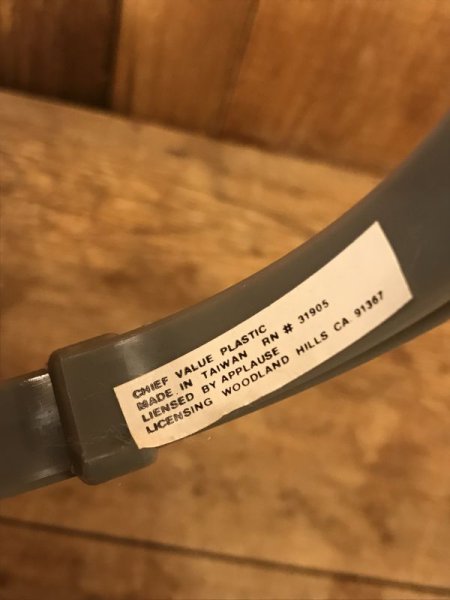 CHIEF VALUE PLASTIC
MADE IN TAIWAN RN # 31905
LIENSED BY APPLAUSE
LICENSING WOODLAND HILLS CA. 91367